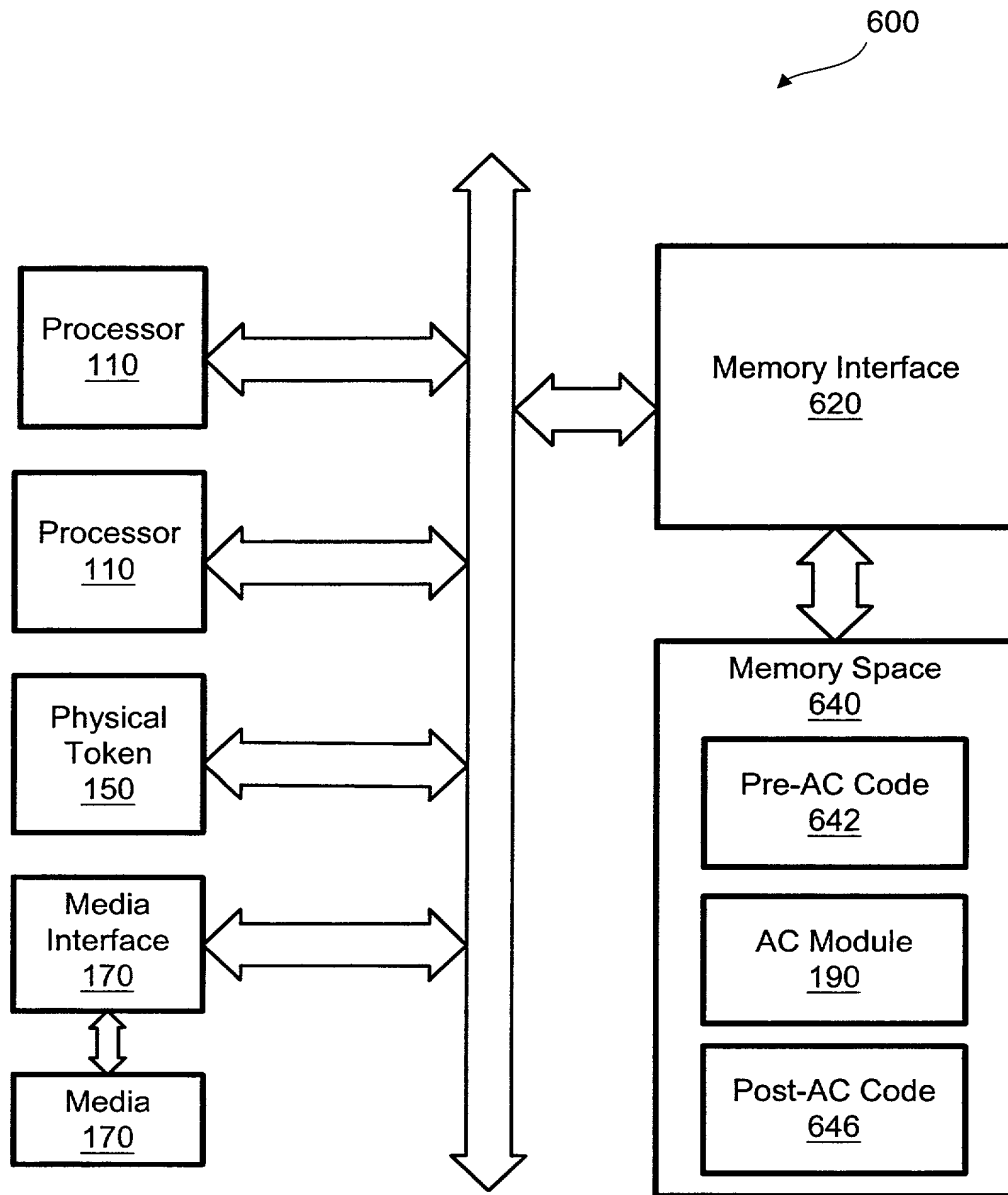 600
Processor
110
Processor
110
Physical
Token
150
Media
Interface
170
Media
170
Memory Interface
620
Memory Space
640
Pre-AC Code
642
AC Module
190
Post-AC Code
646